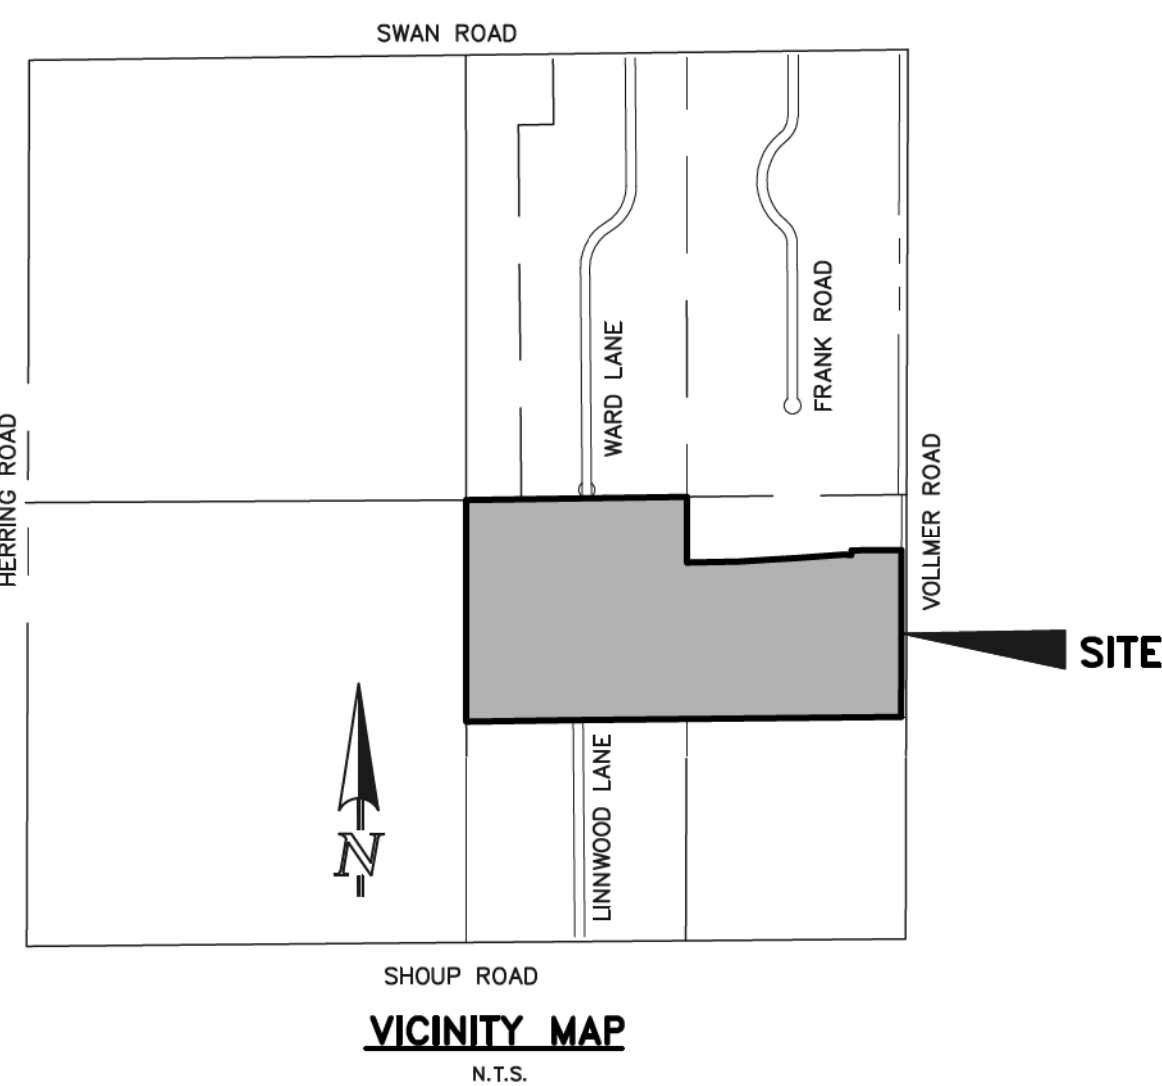 SWAN ROAD
FRANK ROAD
WARD LANE
HERRING ROAD
VOLLMER ROAD
SITE
LINNWOOD LANE
N
SHOUP ROAD
VICINITY MAP
N.T.S.